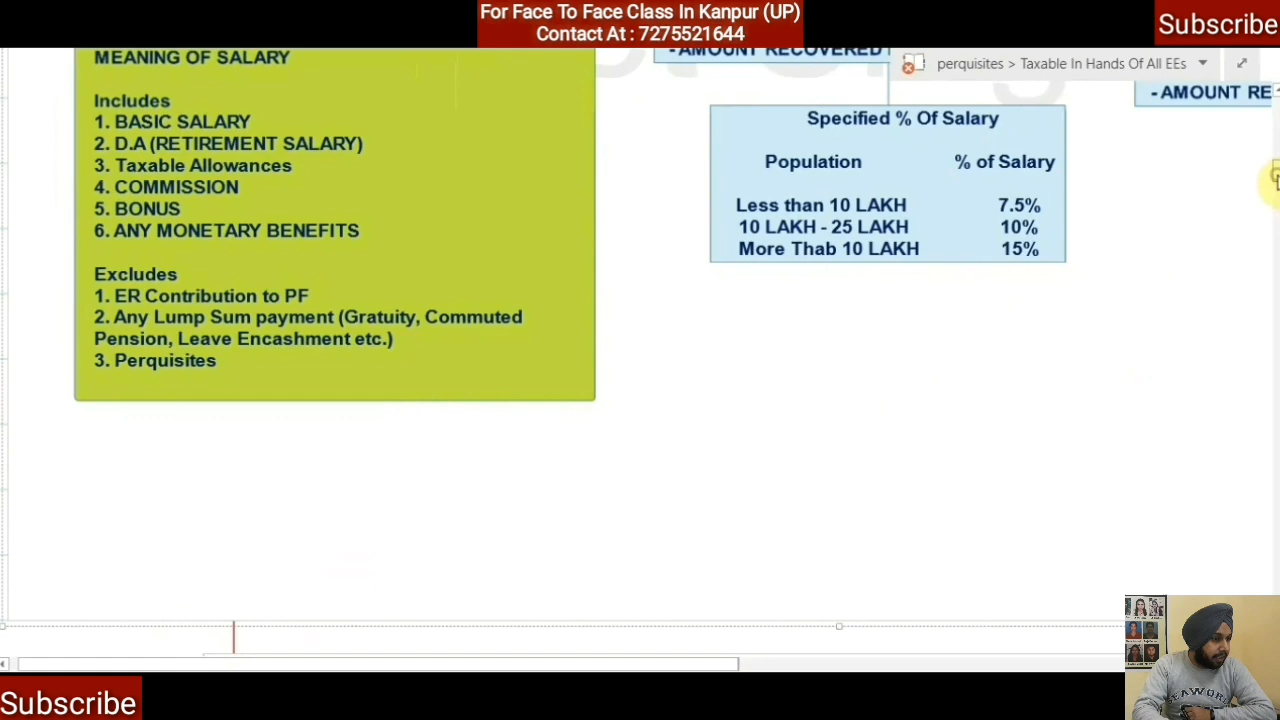 For Face To Face Class In Kanpur (UP)
Contact At : 7275521644
Subscribe
MEANING OF SALARY
Includes
1. BASIC SALARY
2. D.A (RETIREMENT SALARY)
3. Taxable Allowances
4. COMMISSION
5. BONUS
6. ANY MONETARY BENEFITS
Excludes
1. ER Contribution to PF
2. Any Lump Sum payment (Gratuity, Commuted
Pension, Leave Encashment etc.)
3. Perquisites
- AMOUNT RECOVERED
perquisites > Taxable In Hands Of All EEs
- AMOUNT RE
Specified % Of Salary
Population % of Salary
Less than 10 LAKH 7.5%
10 LAKH - 25 LAKH 10%
More Thab 10 LAKH 15%
Subscribe